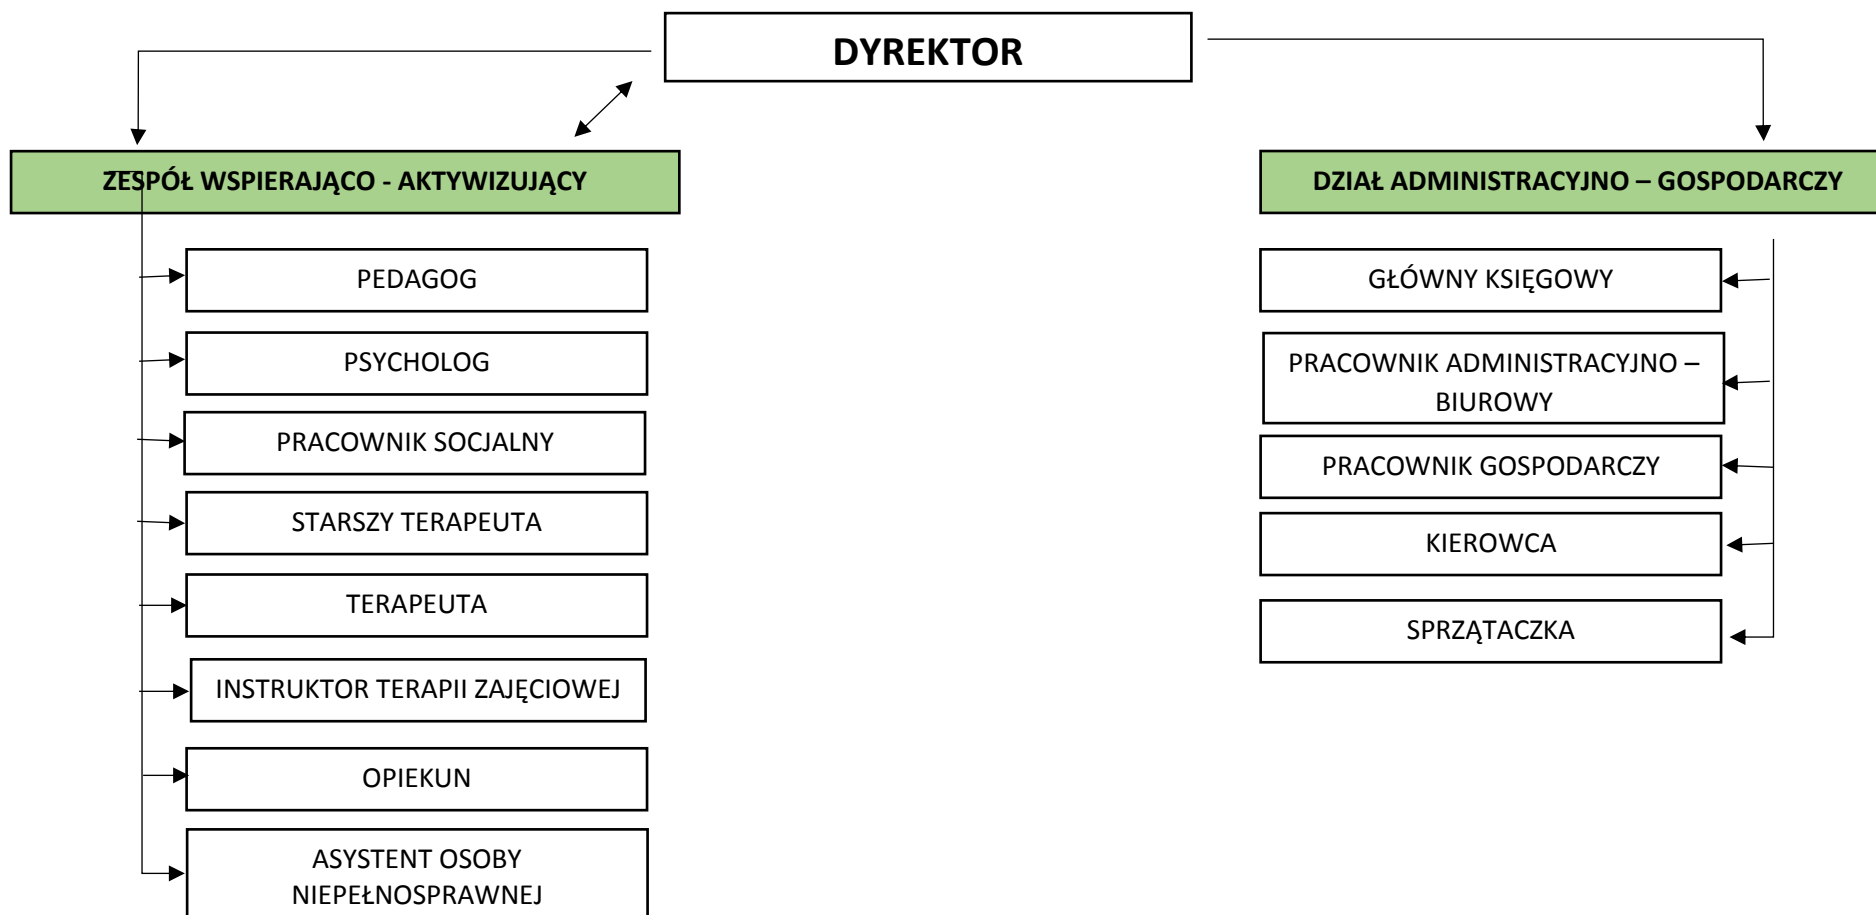 DYREKTOR
ZESPÓŁ WSPIERAJĄCO - AKTYWIZUJĄCY
PEDAGOG
PSYCHOLOG
PRACOWNIK SOCJALNY
STARSZY TERAPEUTA
TERAPEUTA
INSTRUKTOR TERAPII ZAJĘCIOWEJ
OPIEKUN
ASYSTENT OSOBY
NIEPEŁNOSPRAWNEJ
DZIAŁ ADMINISTRACYJNO – GOSPODARCZY
GŁÓWNY KSIĘGOWY
PRACOWNIK ADMINISTRACYJNO –
BIUROWY
PRACOWNIK GOSPODARCZY
KIEROWCA
SPRZĄTACZKA